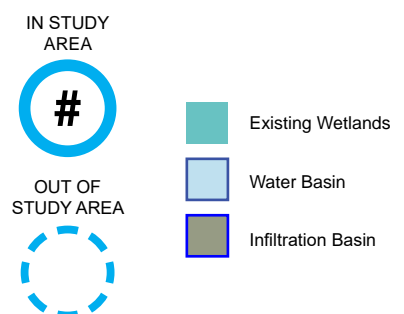 IN STUDY
AREA
#
OUT OF
STUDY AREA
Existing Wetlands
Water Basin
Infiltration Basin